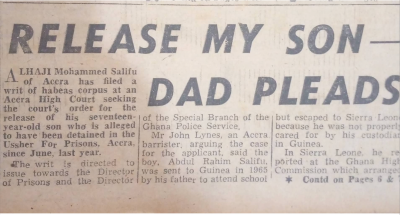 RELEASE MY SON —
DAD PLEADS
ALHAJI Mohammed Salifu
of Accra has filed a
writ of habeas corpus at an
Accra High Court seeking
the court's order for the
release of his seventeen-
year-old son who is alleged
to have been detained in the
Ussher For Prisons, Accra,
since June, last year.
The writ is directed to
issue towards the Director
of Prisons and the Director
of the Special Branch of the
Ghana Police Service.
Mr John Lynes, an Accra
barrister, arguing the case
for the applicant, said the
boy, Abdul Rahim Salifu,
was sent to Guinea in 1965
by his father to attend school
but escaped to Sierra Leone
because he was not properly
cared for by his custodian
in Guinea.
In Sierra Leone, he re-
ported at the Ghana High
Commission which arranged
* Contd on Pages 6 &